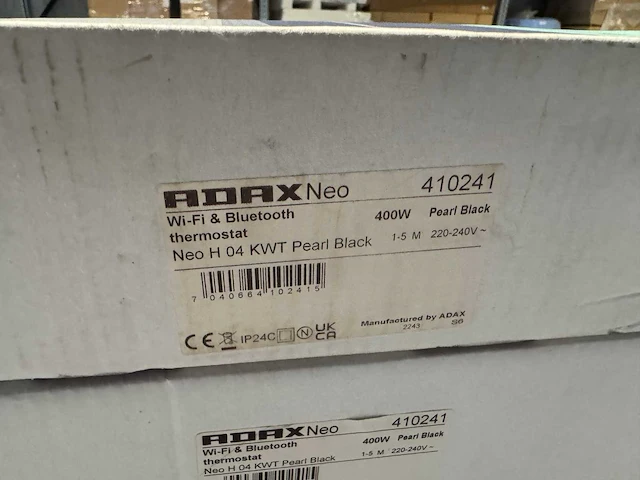 ADAX Neo 410241
Wi-Fi & Bluetooth thermostat 400W Pearl Black
Neo H 04 KWT Pearl Black 1-5 M 220-240V ~
7 040664 102415
CE IP24C N UK CA
Manufactured by ADAX
2243 SG
ADAX Neo 410241
Wi-Fi & Bluetooth thermostat 400W Pearl Black
Neo H 04 KWT Pearl Black 1-5 M 220-240V ~